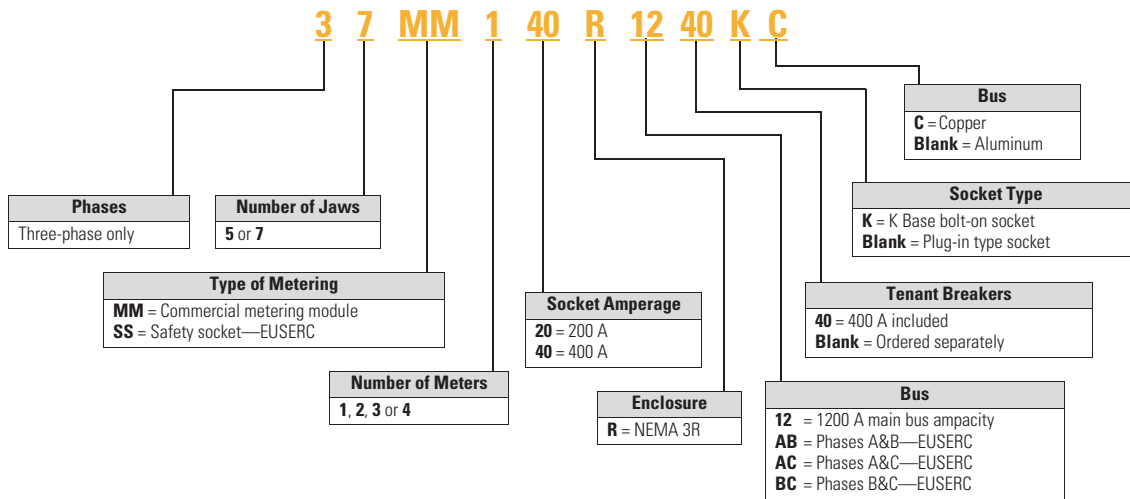 3 7 MM 1 40 R 12 40 K C
Bus
C = Copper
Blank = Aluminum
Phases
Three-phase only
Number of Jaws
5 or 7
Socket Type
K = K Base bolt-on socket
Blank = Plug-in type socket
Type of Metering
MM = Commercial metering module
SS = Safety socket—EUSERC
Socket Amperage
20 = 200 A
40 = 400 A
Tenant Breakers
40 = 400 A included
Blank = Ordered separately
Number of Meters
1, 2, 3 or 4
Enclosure
R = NEMA 3R
Bus
12 = 1200 A main bus ampacity
AB = Phases A&B—EUSERC
AC = Phases A&C—EUSERC
BC = Phases B&C—EUSERC